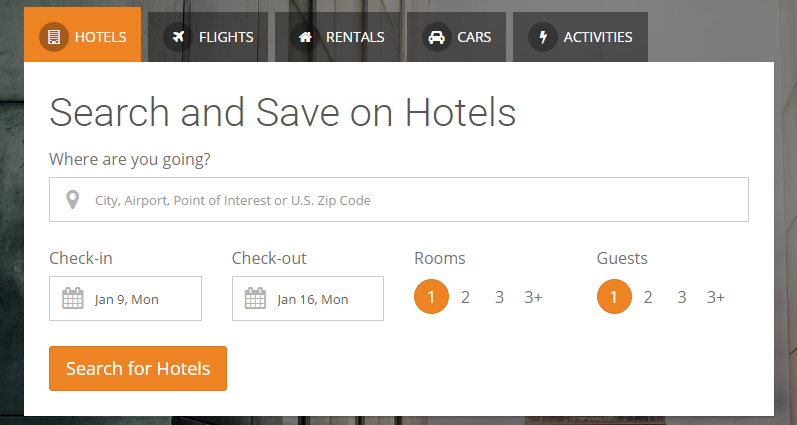 HOTELS FLIGHTS RENTALS CARS ACTIVITIES
Search and Save on Hotels
Where are you going?
City, Airport, Point of Interest or U.S. Zip Code
Check-in Check-out Rooms Guests
Jan 9, Mon Jan 16, Mon 1 2 3 3+ 1 2 3 3+
Search for Hotels